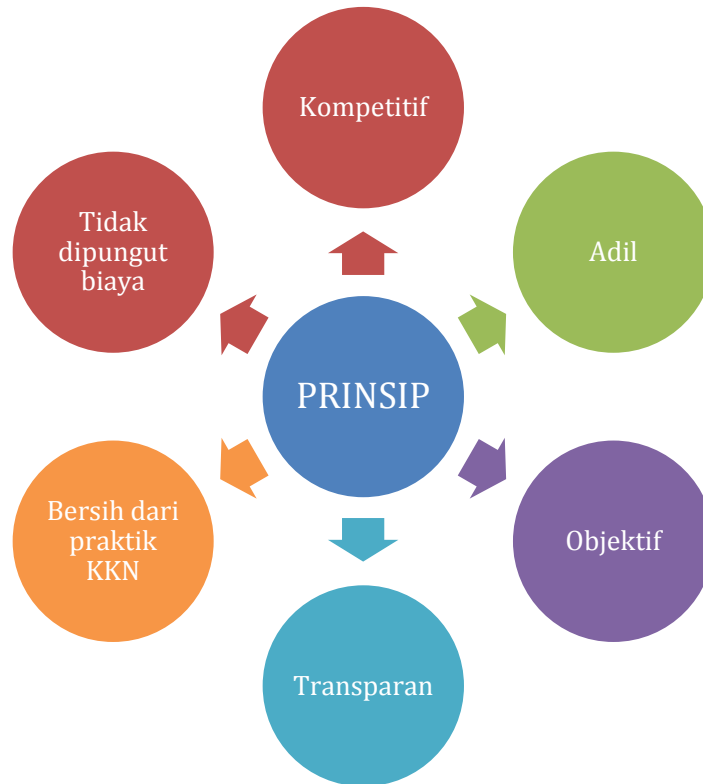 Kompetitif
Adil
Objektif
Transparan
Bersih dari
praktik
KKN
Tidak
dipungut
biaya
PRINSIP